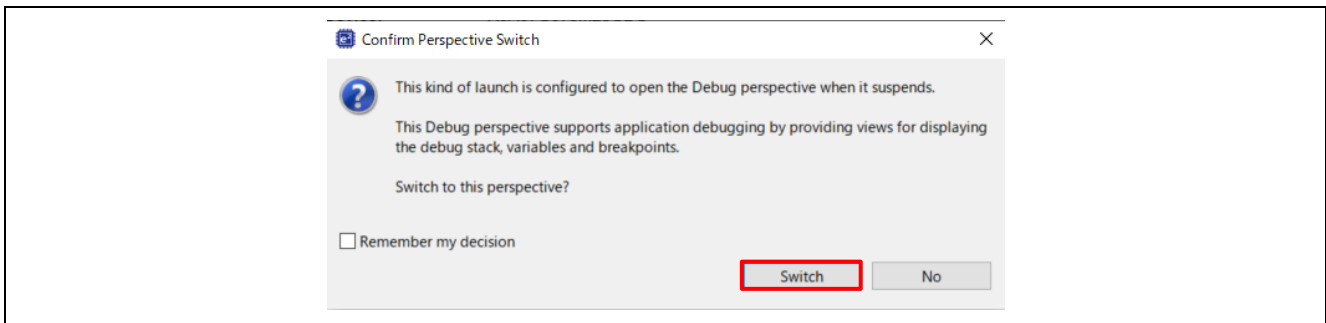 Confirm Perspective Switch
This kind of launch is configured to open the Debug perspective when it suspends.
This Debug perspective supports application debugging by providing views for displaying
the debug stack, variables and breakpoints.
Switch to this perspective?
Remember my decision
Switch No